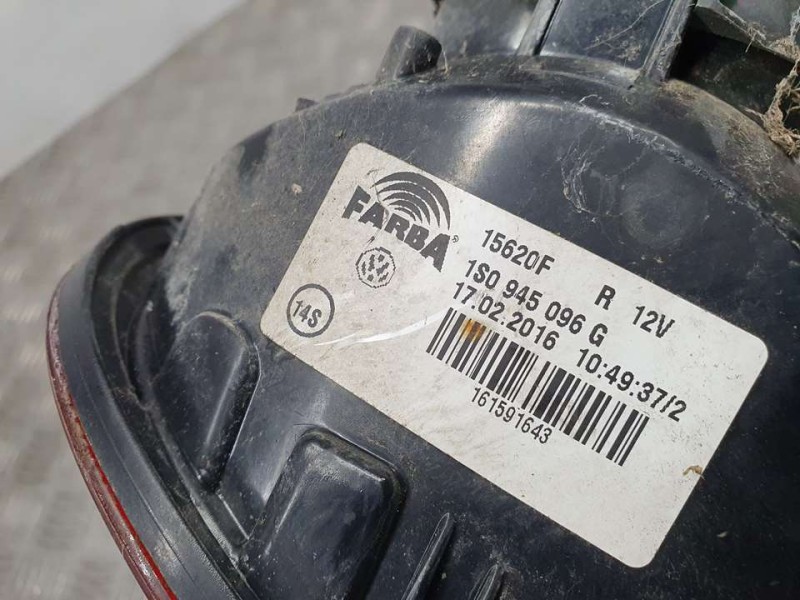 FARBA®
15620F R 12V
1S0 945 096 G
17.02.2016 10:49:37/2
14S
161591643